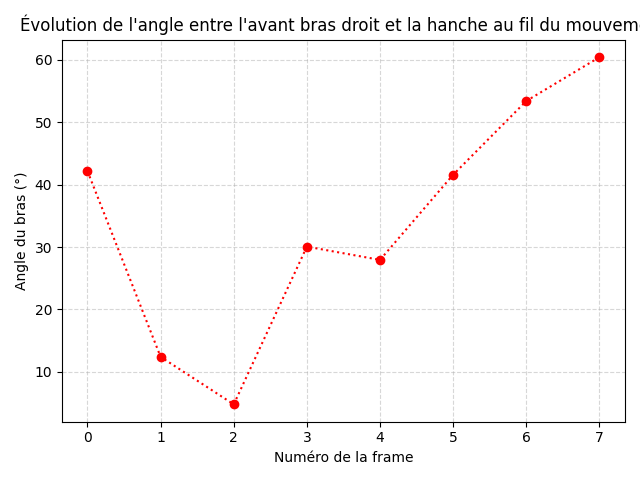 Évolution de l'angle entre l'avant bras droit et la hanche au fil du mouvem
60
50
40
30
20
10
Angle du bras (°)
0 1 2 3 4 5 6 7
Numéro de la frame